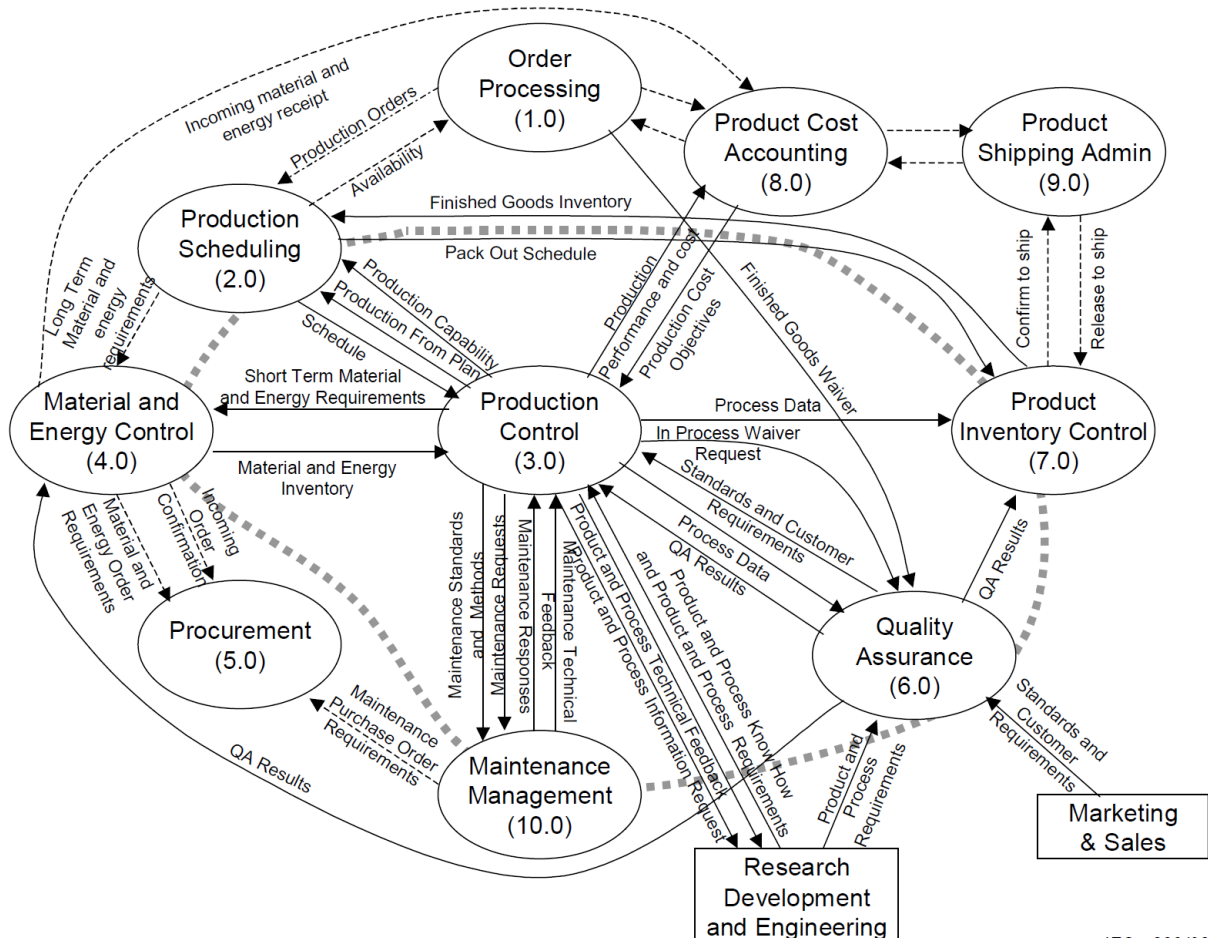 Order
Processing
(1.0)
Incoming material and
energy receipt
Production Orders
Availability
Product Cost
Accounting
(8.0)
Product
Shipping Admin
(9.0)
Production
Scheduling
(2.0)
Finished Goods Inventory
Pack Out Schedule
Long Term
Material and
energy
requirements
Schedule
Production From Plan
Production Capability
Production
Performance and cost
Production Cost
Objectives
Finished Goods Waiver
Confirm to ship
Release to ship
Material and
Energy Control
(4.0)
Short Term Material
and Energy Requirements
Material and Energy
Inventory
Production
Control
(3.0)
Process Data
In Process Waiver
Request
Product
Inventory Control
(7.0)
Standards and Customer
Requirements
Process Data
QA Results
QA Results
Material and
Energy Order
Requirements
Incoming
Order
Confirmation
Procurement
(5.0)
Maintenance Standards
and Methods
Maintenance Requests
Maintenance Responses
Feedback
Maintenance Technical
Product and Process Technical Feedback
Product and Process Information Request
Product and Process Know How
and Product and Process Requirements
Quality
Assurance
(6.0)
Maintenance
Purchase Order
Requirements
QA Results
Maintenance
Management
(10.0)
Product and
Process
Requirements
Standards and
Customer
Requirements
Marketing
& Sales
Research
Development
and Engineering